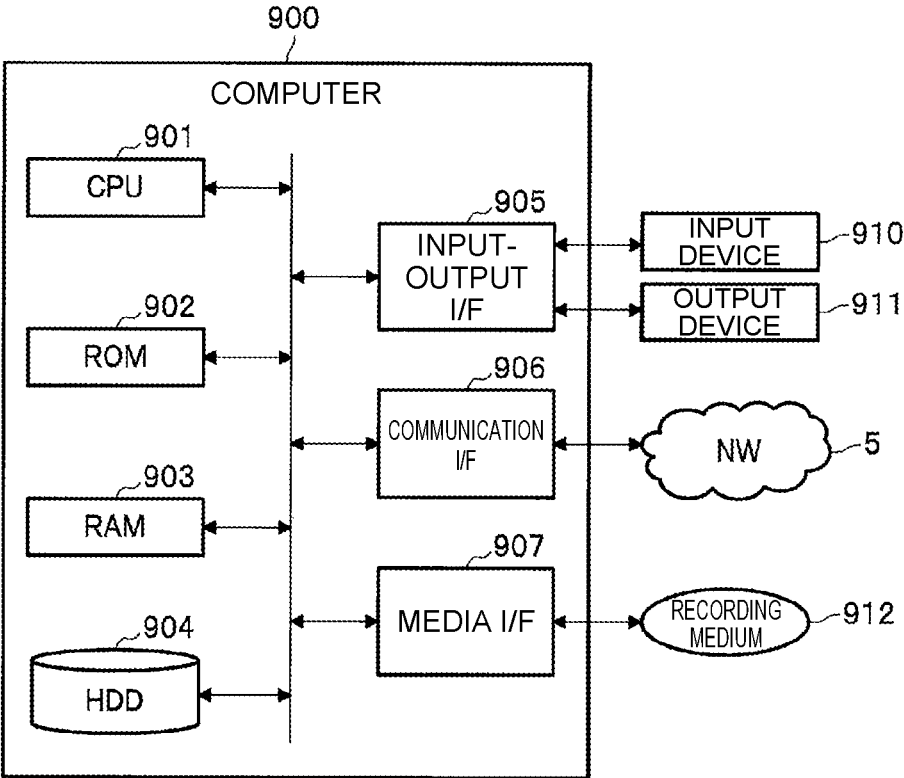 900
COMPUTER
901
CPU
902
ROM
903
RAM
904
HDD
905
INPUT-
OUTPUT
I/F
906
COMMUNICATION
I/F
907
MEDIA I/F
INPUT
DEVICE
910
OUTPUT
DEVICE
911
NW
5
RECORDING
MEDIUM
912